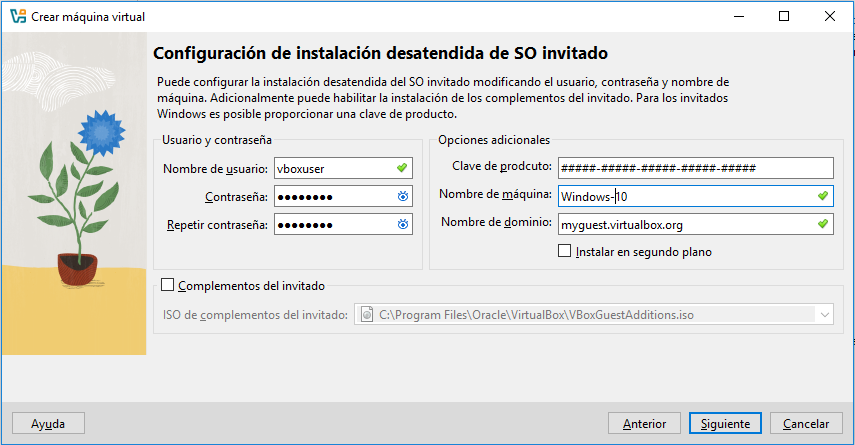 Crear máquina virtual
Configuración de instalación desatendida de SO invitado
Puede configurar la instalación desatendida del SO invitado modificando el usuario, contraseña y nombre de
máquina. Adicionalmente puede habilitar la instalación de los complementos del invitado. Para los invitados
Windows es posible proporcionar una clave de producto.
Usuario y contraseña
Nombre de usuario: vboxuser
Contraseña: ●●●●●●●●
Repetir contraseña: ●●●●●●●●
Opciones adicionales
Clave de prodcuto: #####-#####-#####-#####-#####
Nombre de máquina: Windows-10
Nombre de dominio: myguest.virtualbox.org
Instalar en segundo plano
Complementos del invitado
ISO de complementos del invitado: C:\Program Files\Oracle\VirtualBox\VBoxGuestAdditions.iso
Ayuda
Anterior
Siguiente
Cancelar